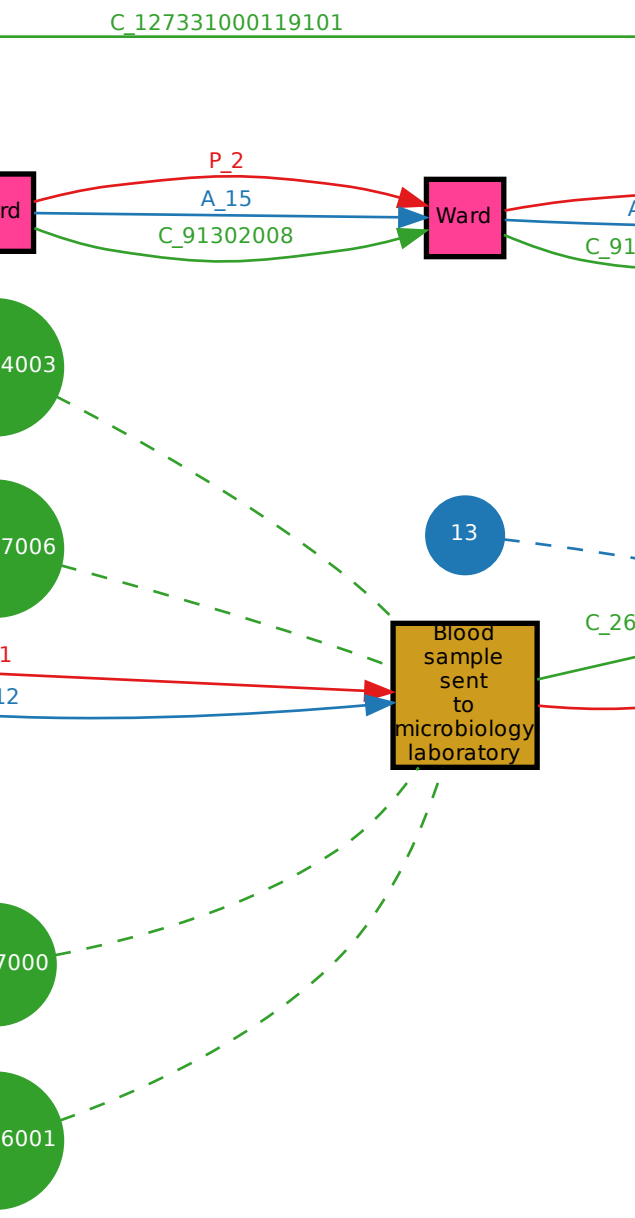 C_127331000119101
P_2
A_15
C_91302008
rd
Ward
A
C_91
4003
13
7006
C_26
1
12
Blood
sample
sent
to
microbiology
laboratory
7000
6001